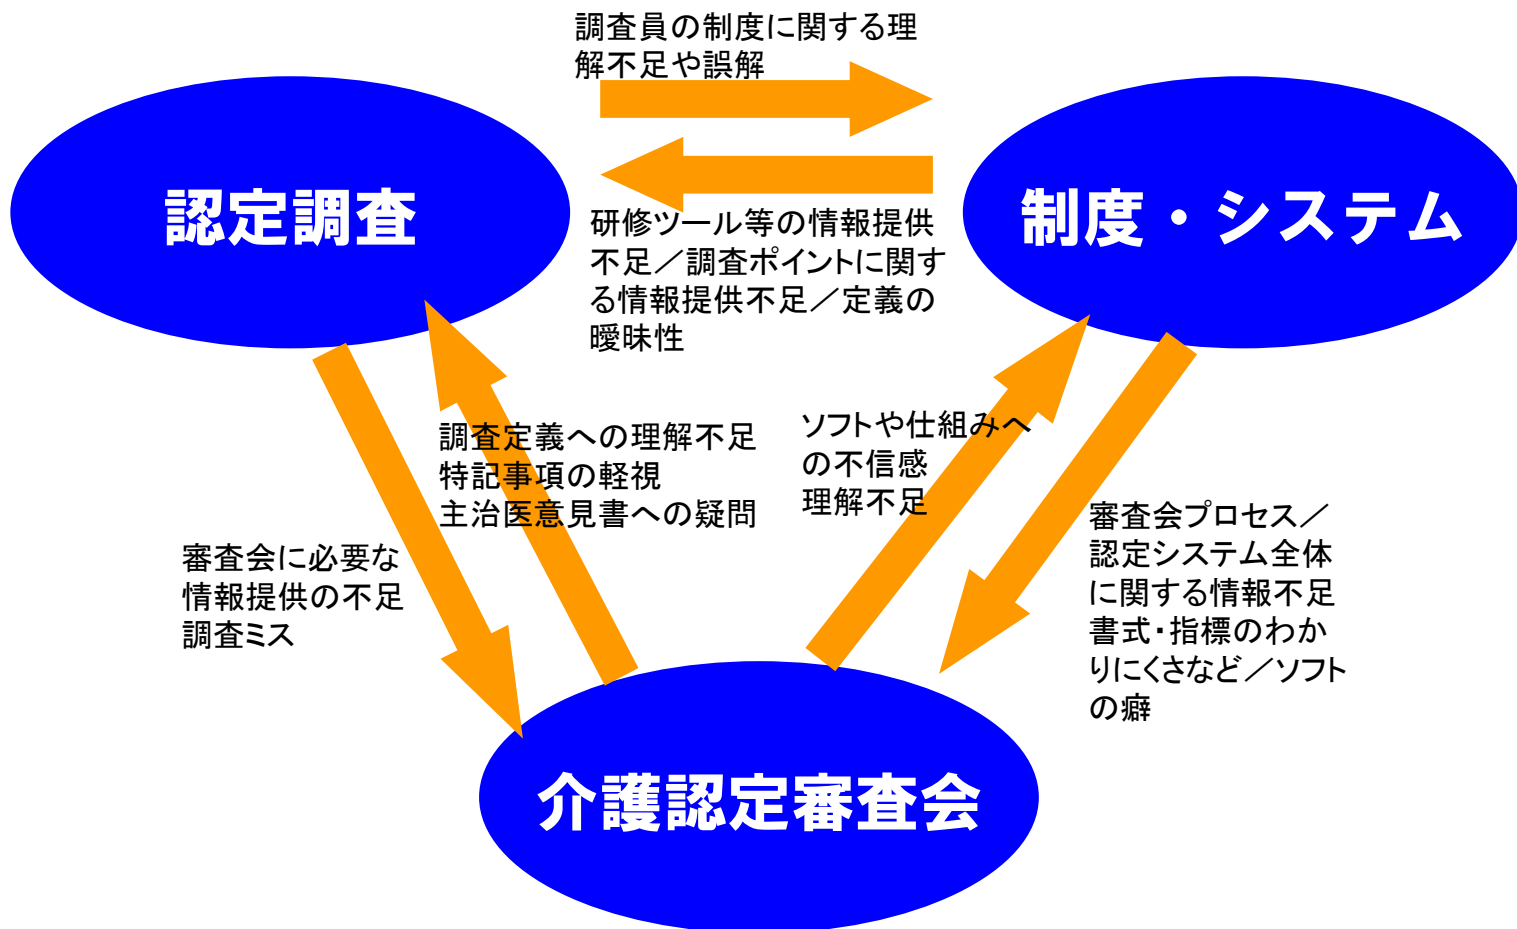 調査員の制度に関する理
解不足や誤解
認定調査
制度・システム
研修ツール等の情報提供
不足／調査ポイントに関す
る情報提供不足／定義の
曖昧性
調査定義への理解不足
特記事項の軽視
主治医意見書への疑問
ソフトや仕組みへ
の不信感
理解不足
審査会に必要な
情報提供の不足
調査ミス
審査会プロセス／
認定システム全体
に関する情報不足
書式・指標のわか
りにくさなど／ソフト
の癖
介護認定審査会